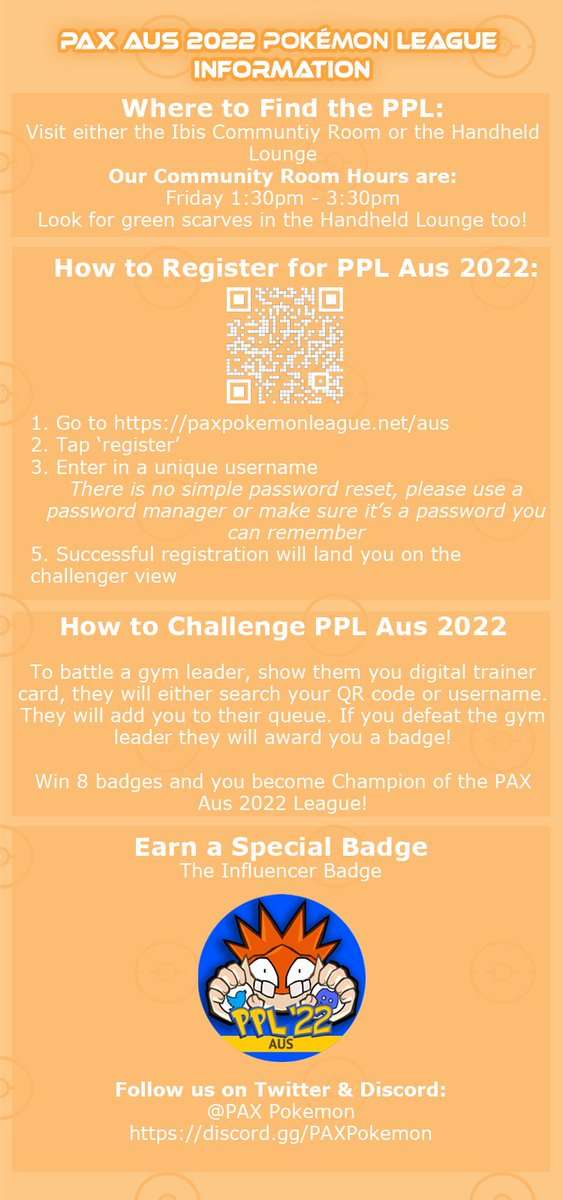 PAX AUS 2022 POKÉMON LEAGUE
INFORMATION
Where to Find the PPL:
Visit either the Ibis Communtiy Room or the Handheld
Lounge
Our Community Room Hours are:
Friday 1:30pm - 3:30pm
Look for green scarves in the Handheld Lounge too!
How to Register for PPL Aus 2022:
1. Go to https://paxpokemonleague.net/aus
2. Tap ‘register’
3. Enter in a unique username
There is no simple password reset, please use a
password manager or make sure it’s a password you
can remember
5. Successful registration will land you on the
challenger view
How to Challenge PPL Aus 2022
To battle a gym leader, show them you digital trainer
card, they will either search your QR code or username.
They will add you to their queue. If you defeat the gym
leader they will award you a badge!
Win 8 badges and you become Champion of the PAX
Aus 2022 League!
Earn a Special Badge
The Influencer Badge
PPL '22
AUS
Follow us on Twitter & Discord:
@PAX Pokemon
https://discord.gg/PAXPokemon